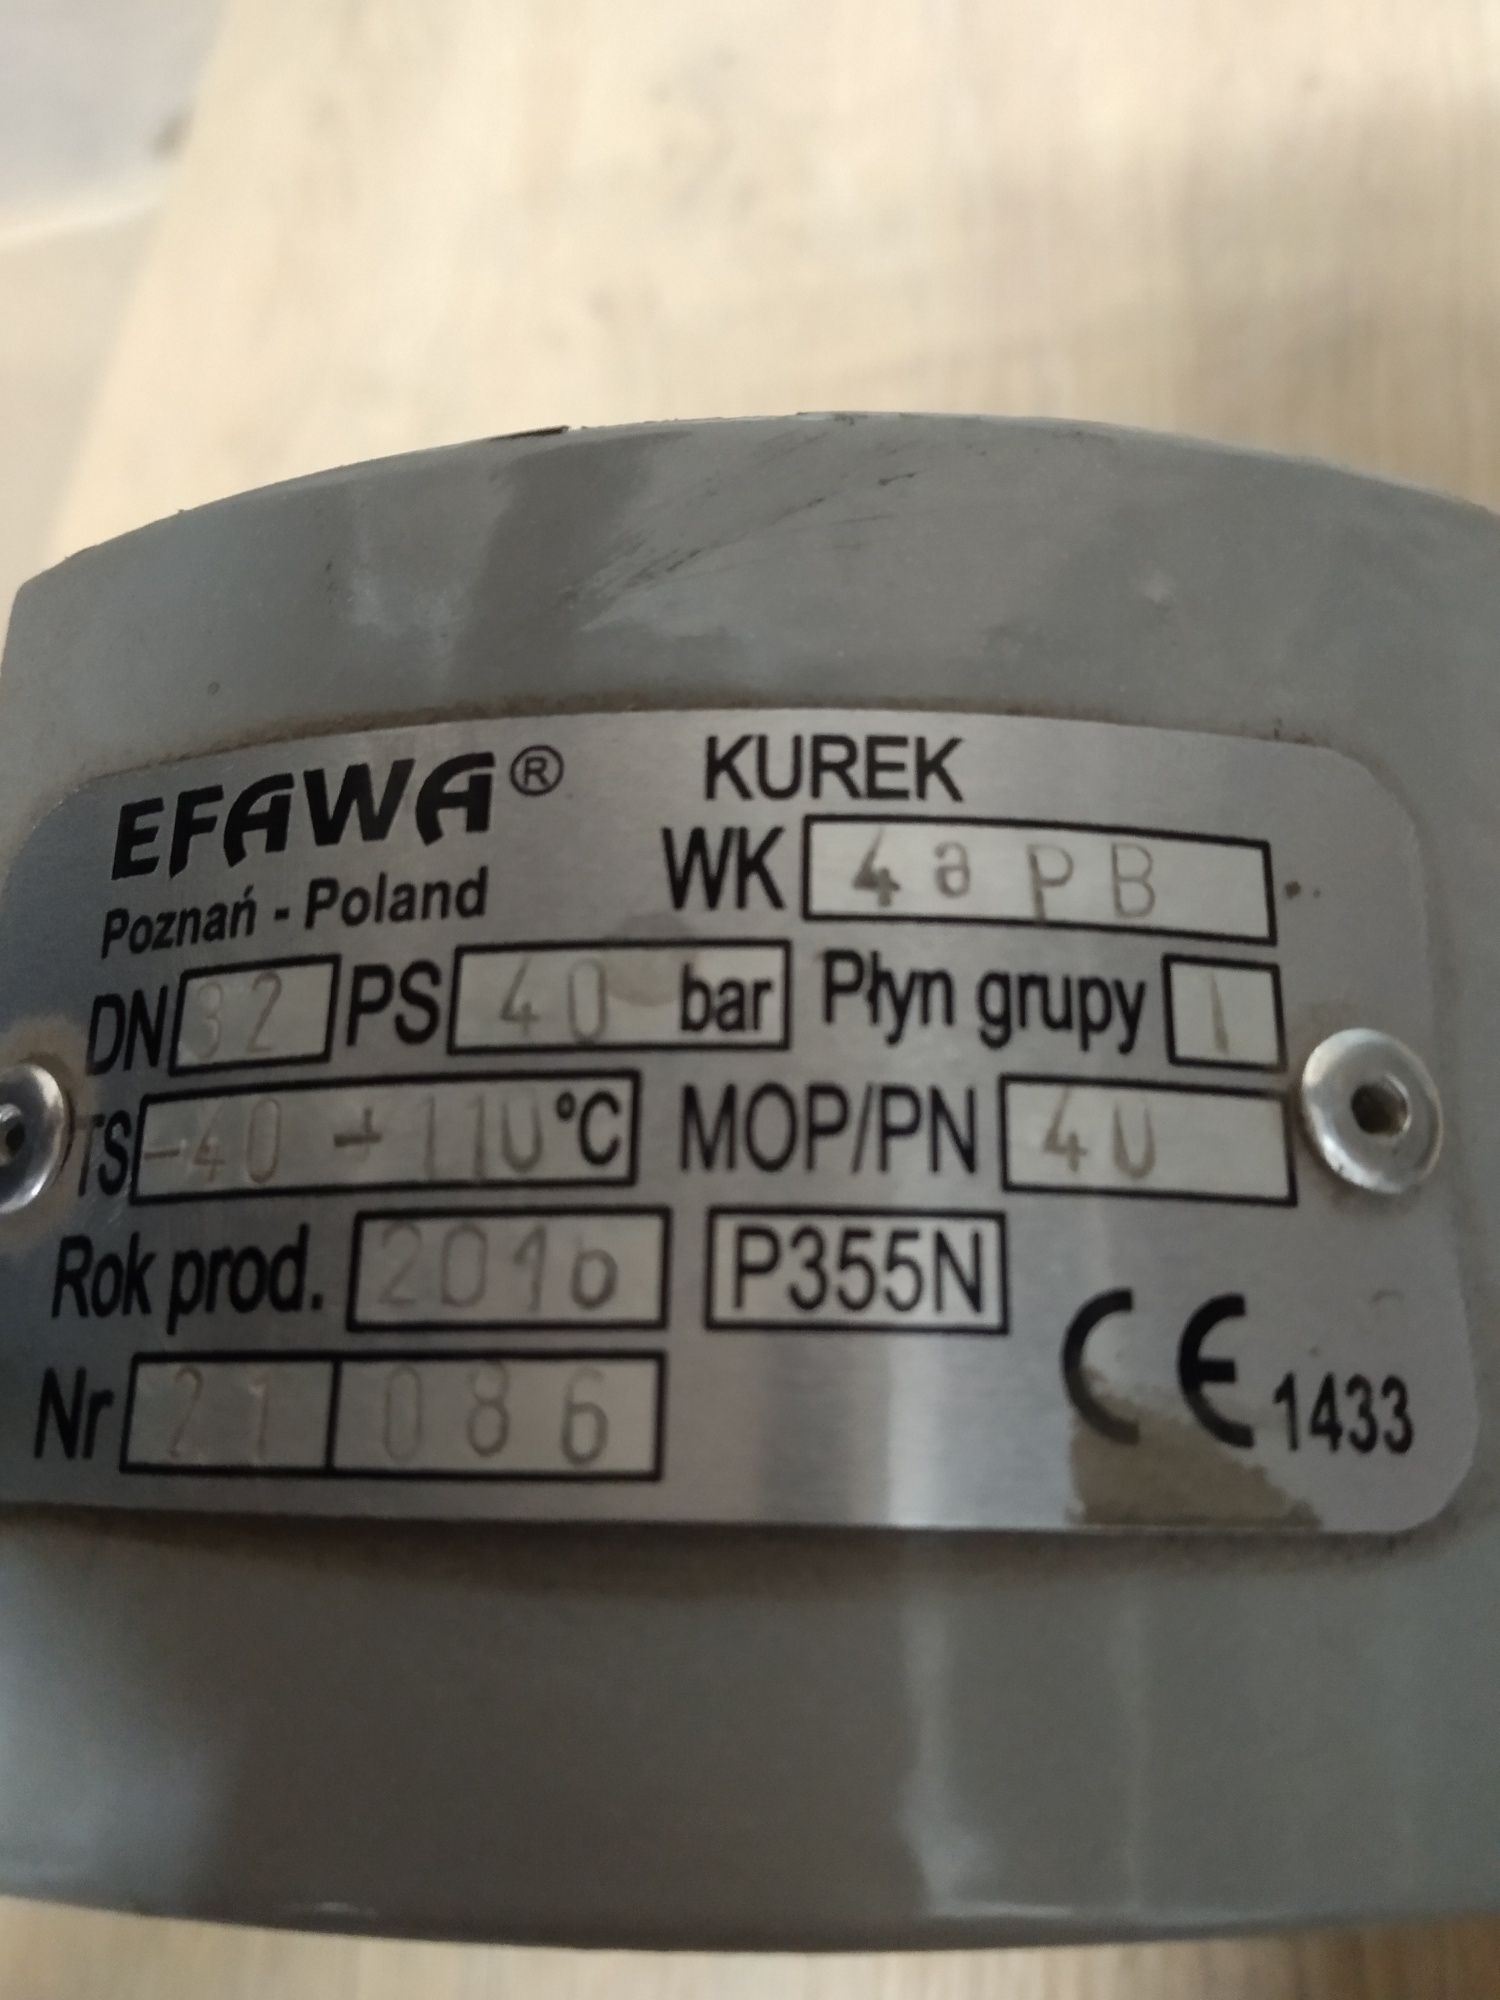 EFAWA® KUREK
Poznań - Poland WK 4a PB
DN 32 PS 40 bar Płyn grupy 1
TS -40 ÷ 110 °C MOP/PN 40
Rok prod. 2016 P355N
Nr 21 086 CE 1433